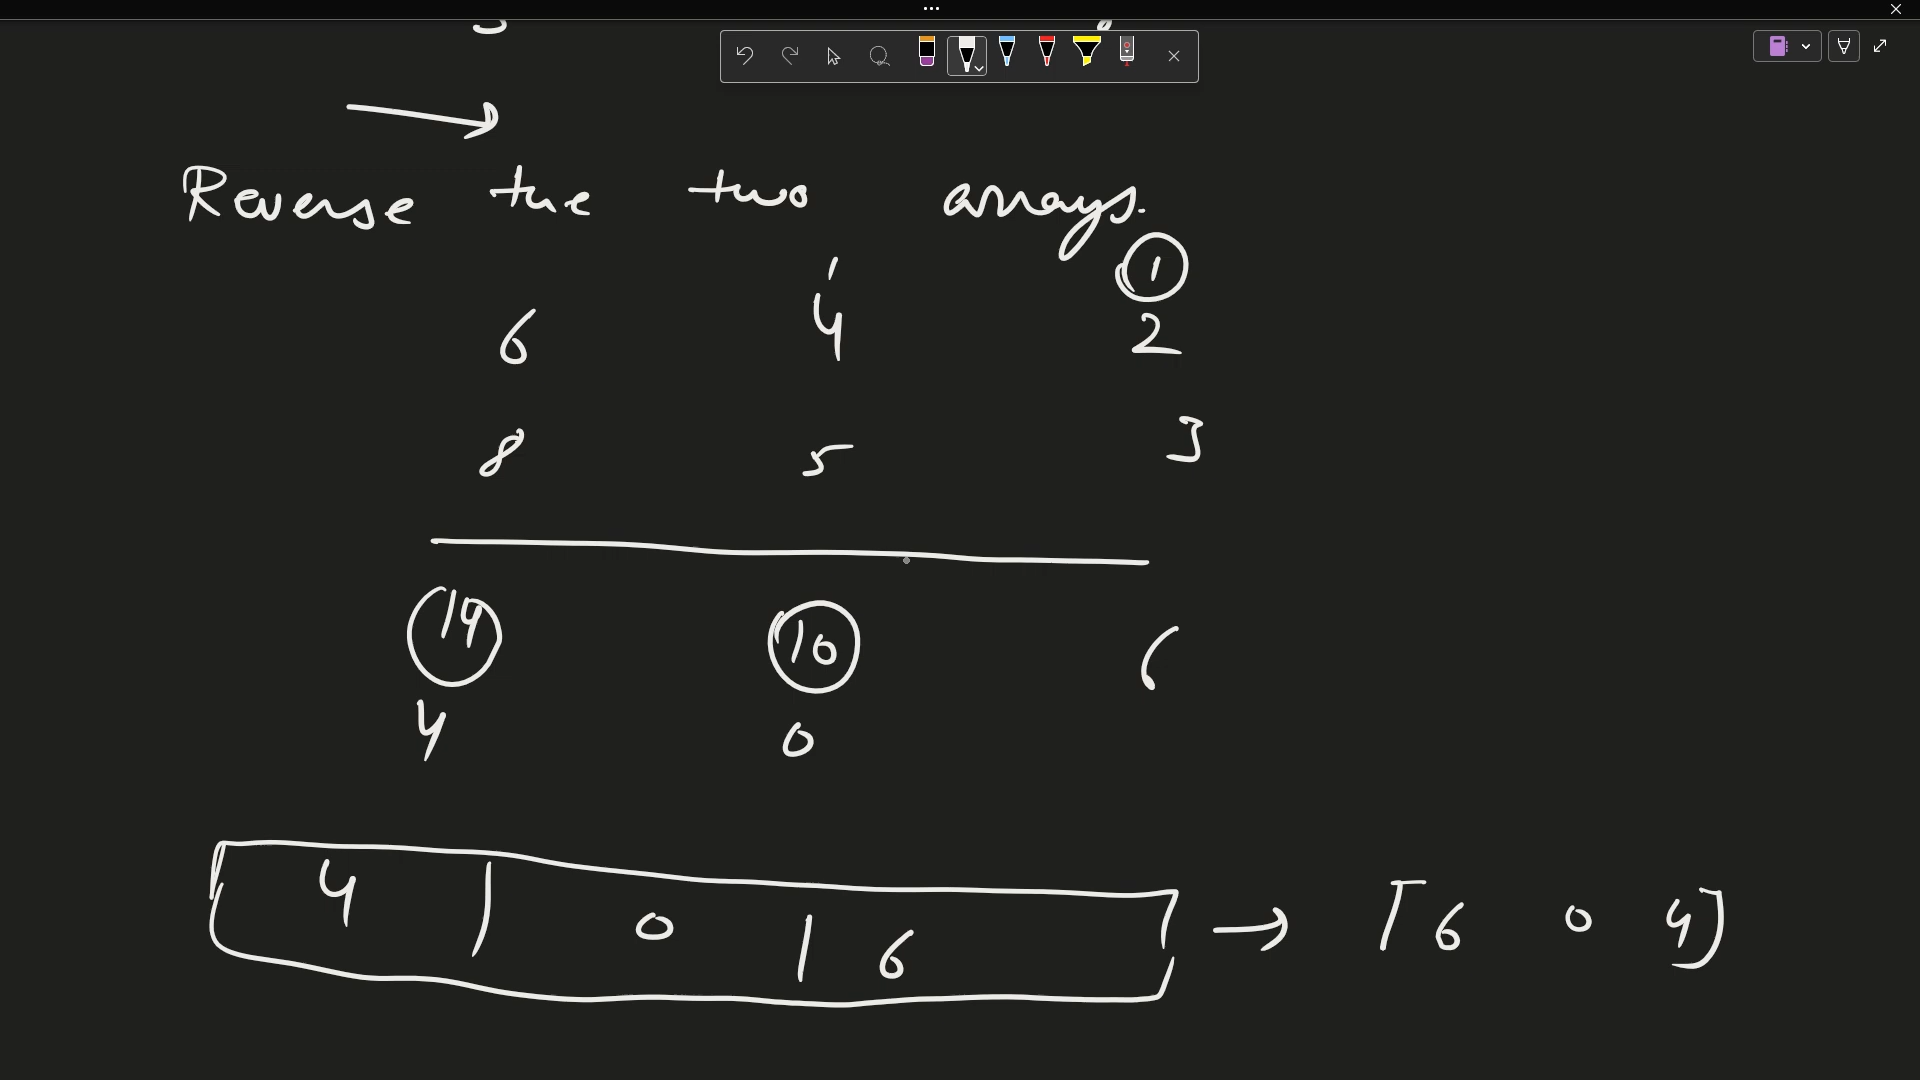 Reverse the two arrays.
1 1
6 4 2
8 5 3
14 10 6
4 0
4 | 0 | 6 → [6 0 4]